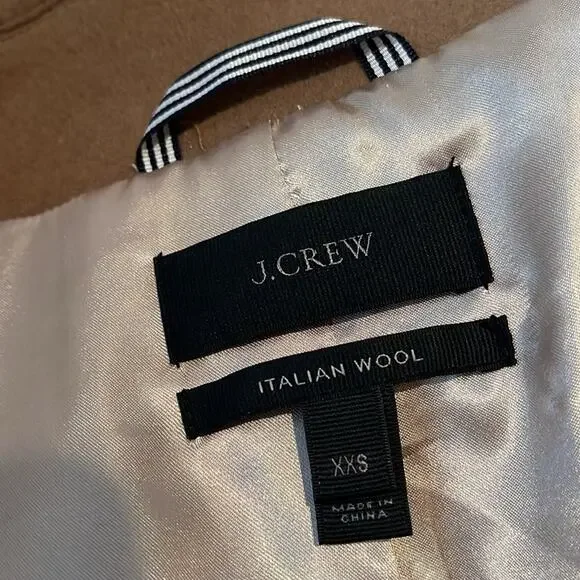 J.CREW
ITALIAN WOOL
XXS
MADE IN
CHINA